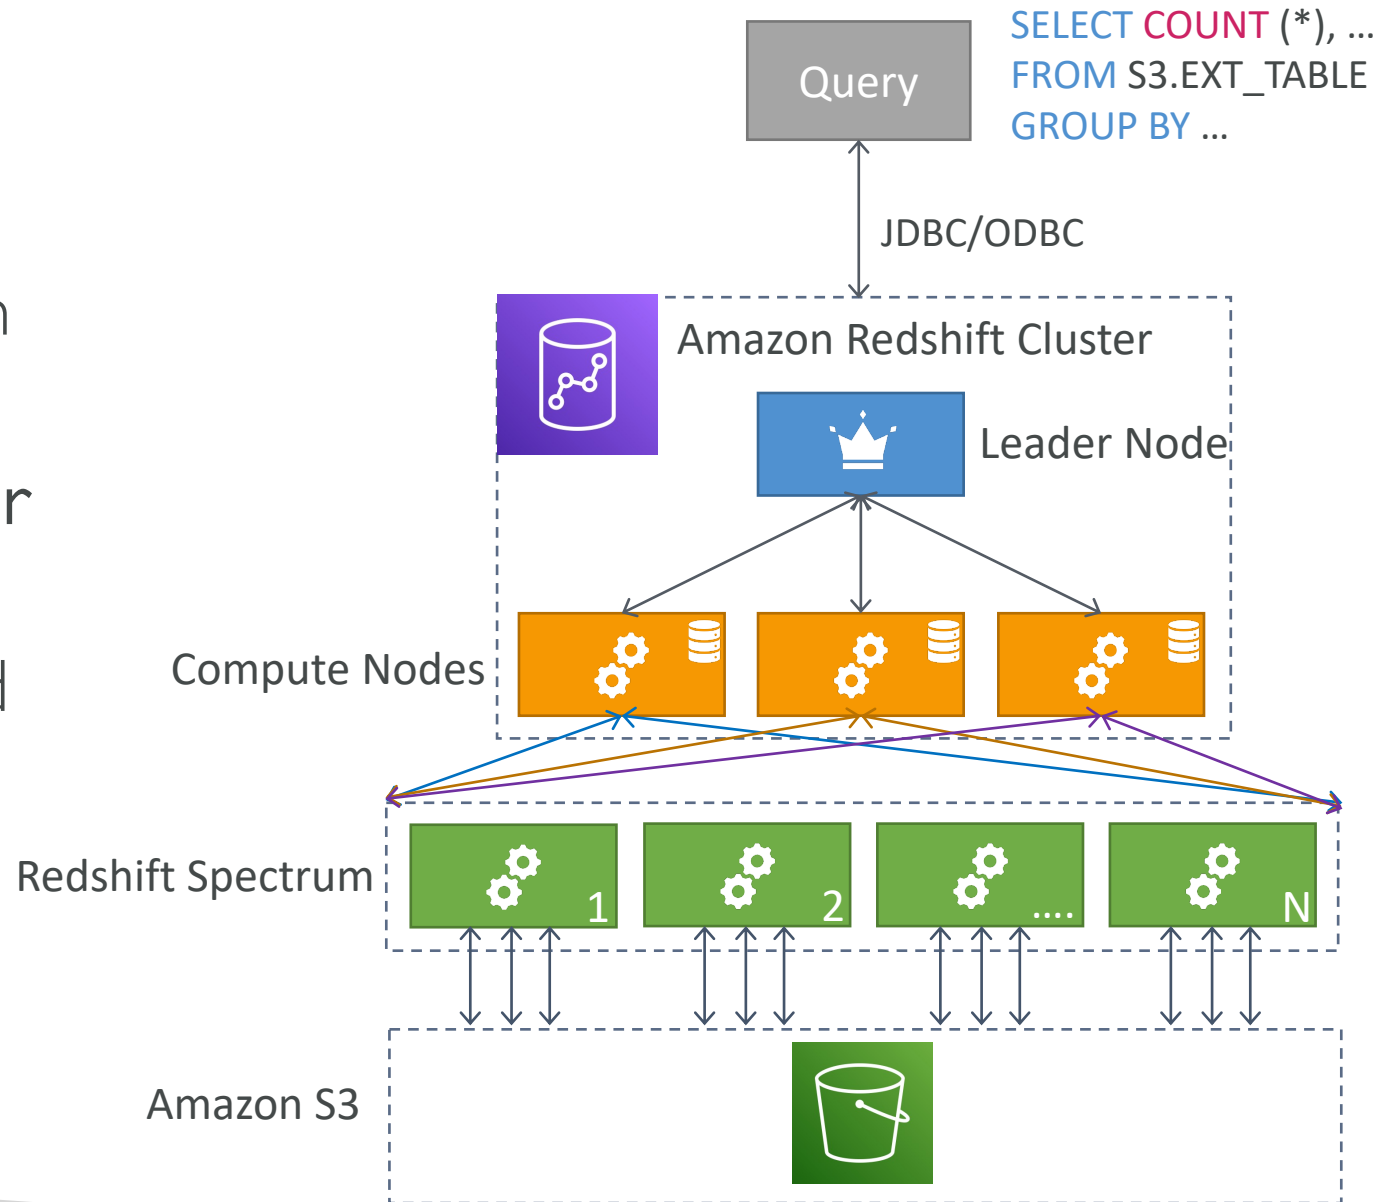 SELECT COUNT (*), ...
FROM S3.EXT_TABLE
GROUP BY ...
Query
JDBC/ODBC
Amazon Redshift Cluster
Leader Node
Compute Nodes
Redshift Spectrum
1
2
....
N
Amazon S3